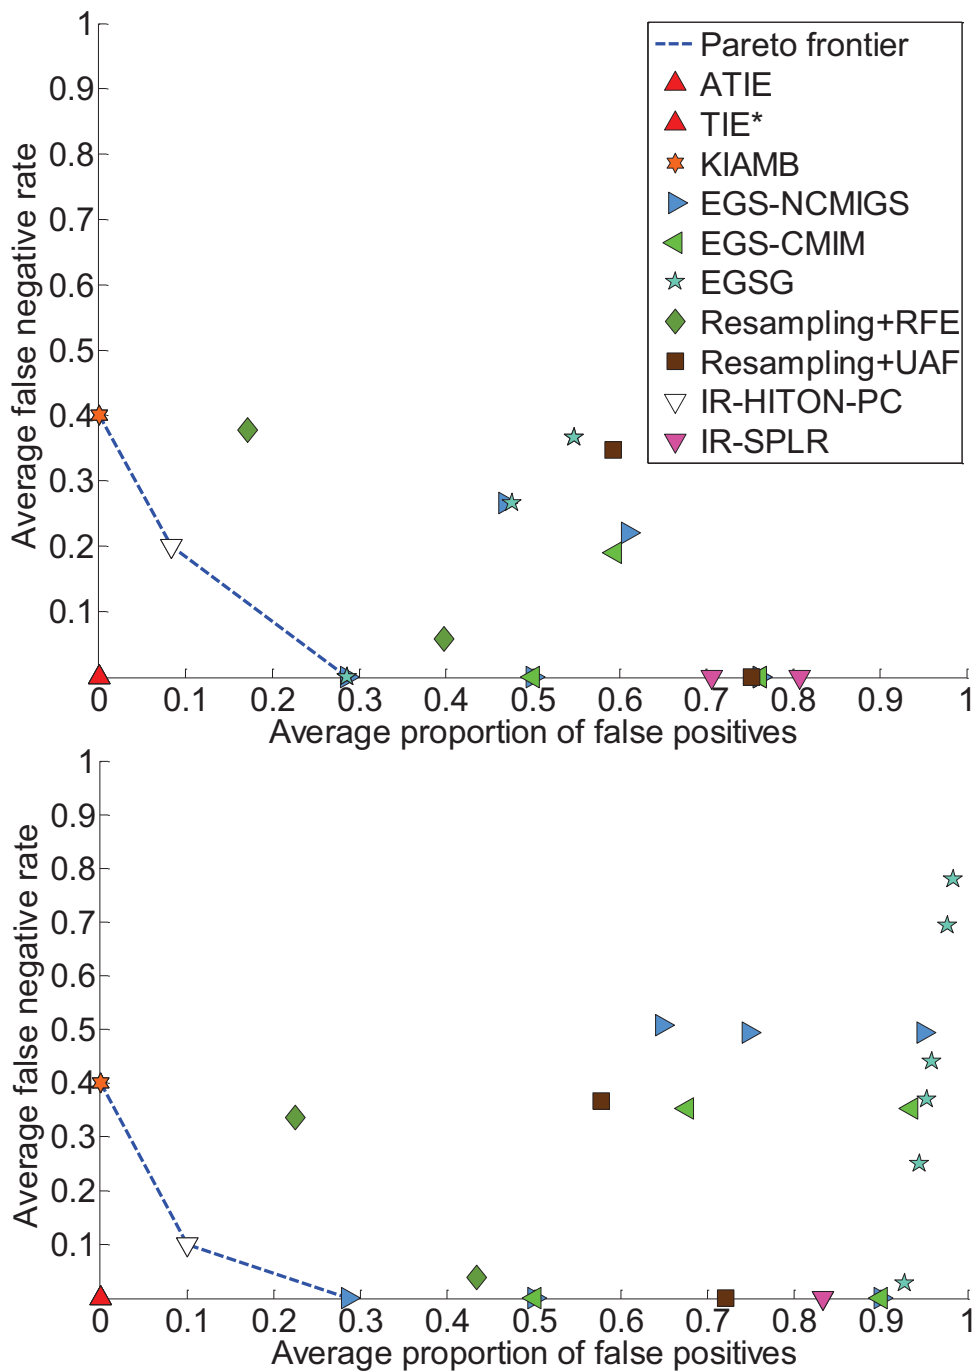 1
0.9
0.8
0.7
0.6
0.5
0.4
0.3
0.2
0.1
Average false negative rate
Pareto frontier
ATIE
TIE*
KIAMB
EGS-NCMIGS
EGS-CMIM
EGSG
Resampling+RFE
Resampling+UAF
IR-HITON-PC
IR-SPLR
0 0.1 0.2 0.3 0.4 0.5 0.6 0.7 0.8 0.9 1
Average proportion of false positives
1
0.9
0.8
0.7
0.6
0.5
0.4
0.3
0.2
0.1
Average false negative rate
0 0.1 0.2 0.3 0.4 0.5 0.6 0.7 0.8 0.9 1
Average proportion of false positives